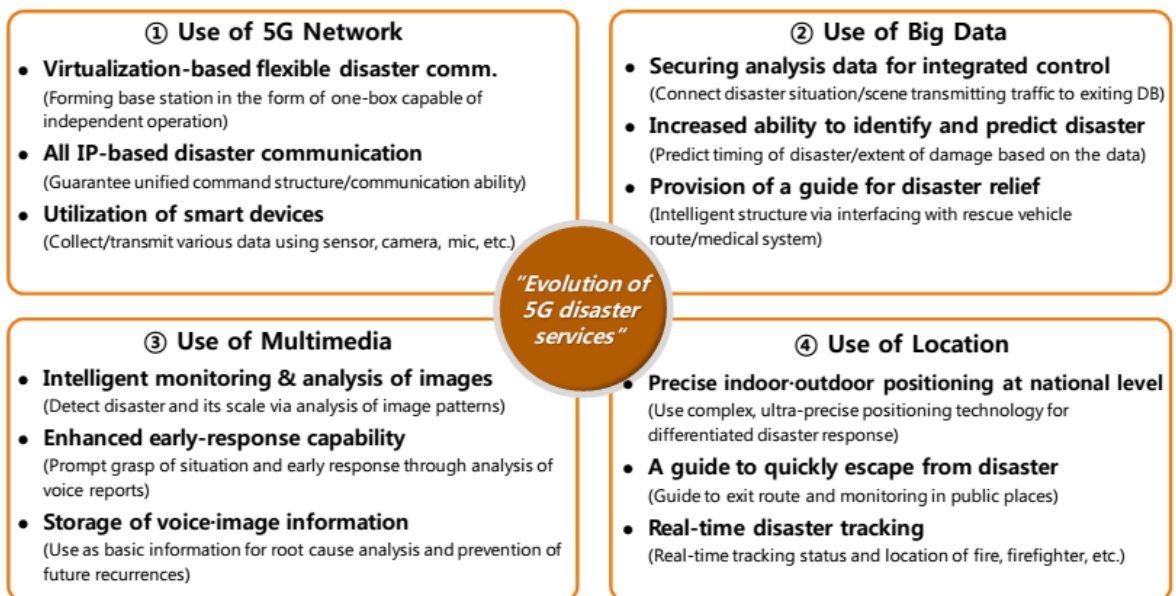 ① Use of 5G Network
● Virtualization-based flexible disaster comm.
(Forming base station in the form of one-box capable of
independent operation)
● All IP-based disaster communication
(Guarantee unified command structure/communication ability)
● Utilization of smart devices
(Collect/transmit various data using sensor, camera, mic, etc.)
② Use of Big Data
● Securing analysis data for integrated control
(Connect disaster situation/scene transmitting traffic to exiting DB)
● Increased ability to identify and predict disaster
(Predict timing of disaster/extent of damage based on the data)
● Provision of a guide for disaster relief
(Intelligent structure via interfacing with rescue vehicle
route/medical system)
"Evolution of
5G disaster
services"
③ Use of Multimedia
● Intelligent monitoring & analysis of images
(Detect disaster and its scale via analysis of image patterns)
● Enhanced early-response capability
(Prompt grasp of situation and early response through analysis of
voice reports)
● Storage of voice·image information
(Use as basic information for root cause analysis and prevention of
future recurrences)
④ Use of Location
● Precise indoor·outdoor positioning at national level
(Use complex, ultra-precise positioning technology for
differentiated disaster response)
● A guide to quickly escape from disaster
(Guide to exit route and monitoring in public places)
● Real-time disaster tracking
(Real-time tracking status and location of fire, firefighter, etc.)